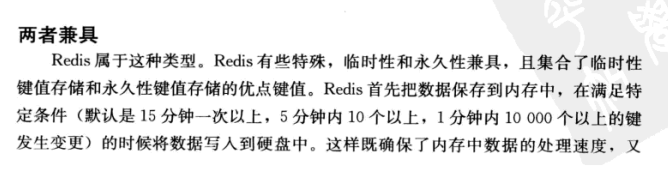 两者兼具
Redis 属于这种类型。Redis 有些特殊，临时性和永久性兼具，且集合了临时性
键值存储和永久性键值存储的优点键值。Redis 首先把数据保存到内存中，在满足特
定条件（默认是 15 分钟一次以上，5 分钟内 10 个以上，1 分钟内 10 000 个以上的键
发生变更）的时候将数据写入到硬盘中。这样既确保了内存中数据的处理速度，又